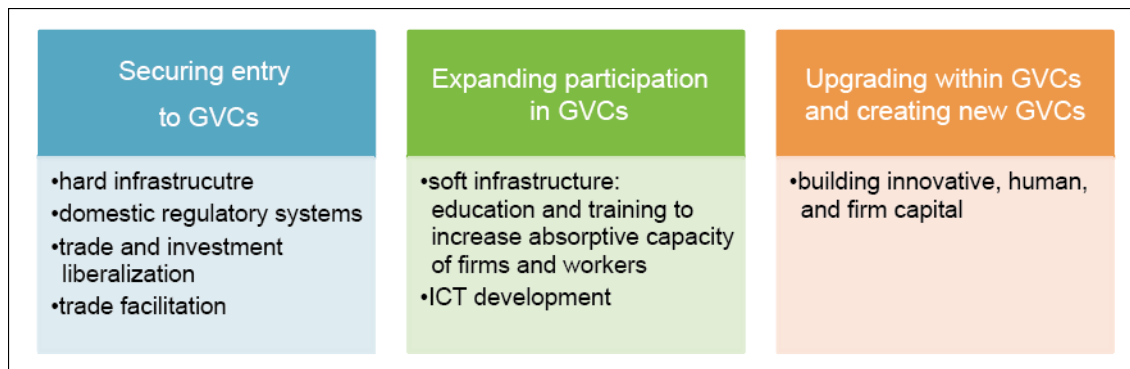 Securing entry
to GVCs
•hard infrastrucutre
•domestic regulatory systems
•trade and investment
liberalization
•trade facilitation
Expanding participation
in GVCs
•soft infrastructure:
education and training to
increase absorptive capacity
of firms and workers
•ICT development
Upgrading within GVCs
and creating new GVCs
•building innovative, human,
and firm capital